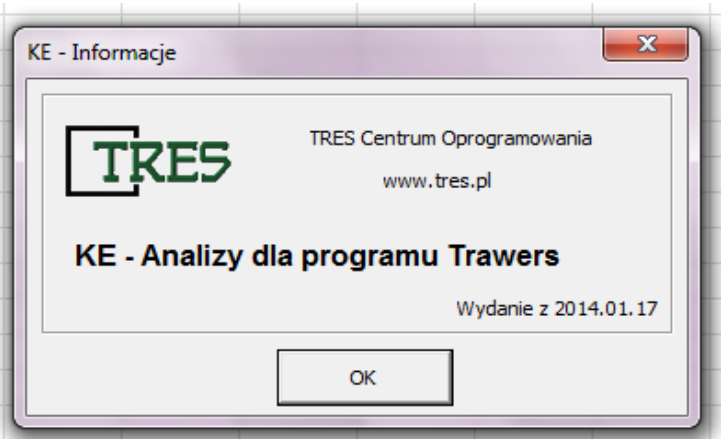 KE - Informacje
TRES
TRES Centrum Oprogramowania
www.tres.pl
KE - Analizy dla programu Trawers
Wydanie z 2014.01.17
OK